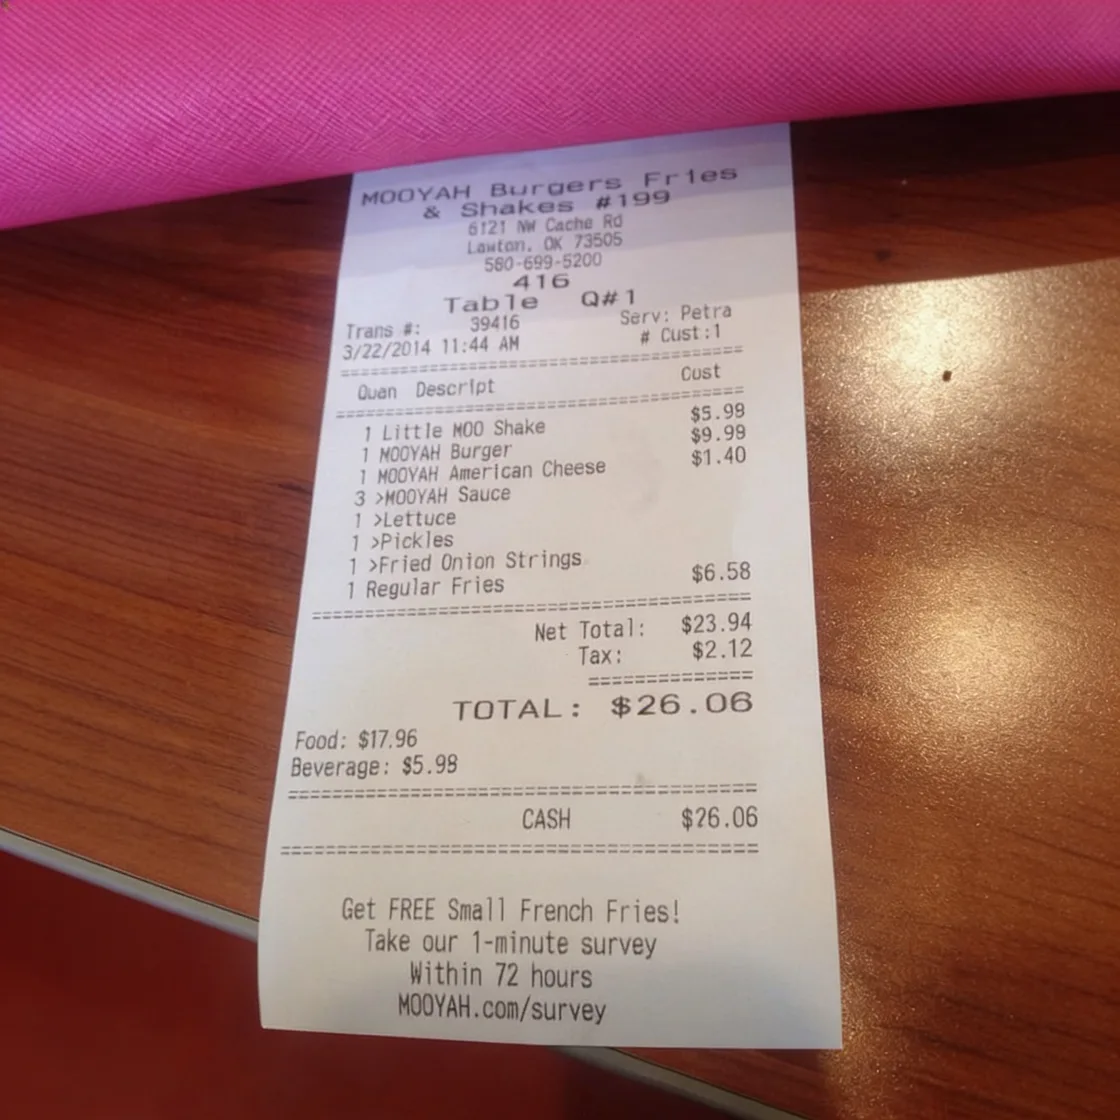 MOOYAH Burgers Fries
& Shakes #199
6121 NW Cache Rd
Lawton, OK 73505
580-699-5200
416
Table Q#1
Trans #: 39416 Serv: Petra
3/22/2014 11:44 AM # Cust:1
Quan Descript Cost
1 Little MOO Shake $5.98
1 MOOYAH Burger $9.99
1 MOOYAH American Cheese $1.40
3 >MOOYAH Sauce
1 >Lettuce
1 >Pickles
1 >Fried Onion Strings
1 Regular Fries $6.58
Net Total: $23.94
Tax: $2.12
TOTAL: $26.06
Food: $17.96
Beverage: $5.98
CASH $26.06
Get FREE Small French Fries!
Take our 1-minute survey
Within 72 hours
MOOYAH.com/survey